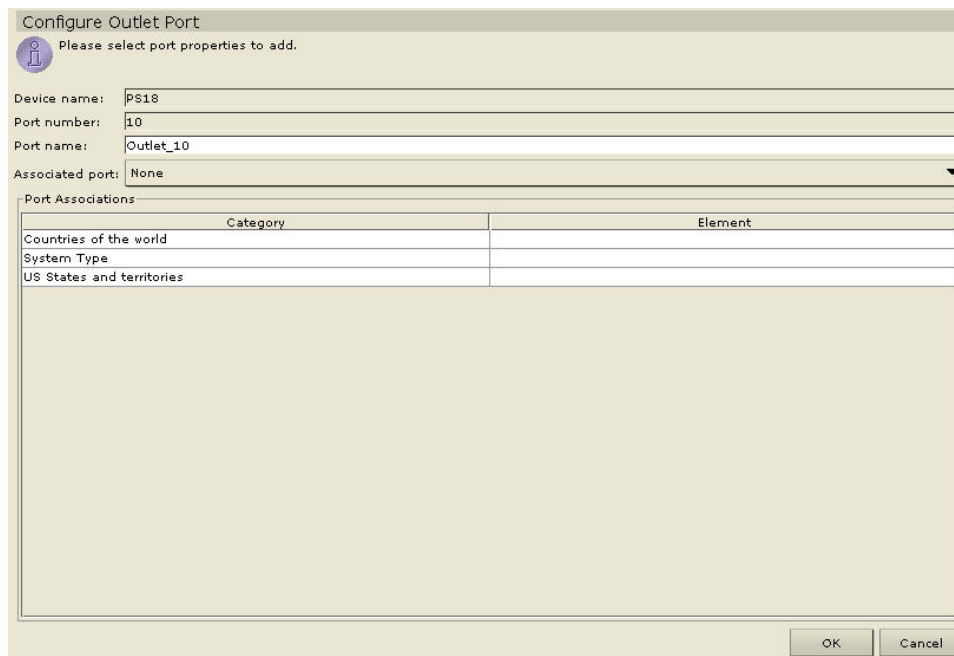 Configure Outlet Port
Please select port properties to add.
Device name: PS18
Port number: 10
Port name: Outlet_10
Associated port: None
Port Associations
Category Element
Countries of the world
System Type
US States and territories
OK Cancel